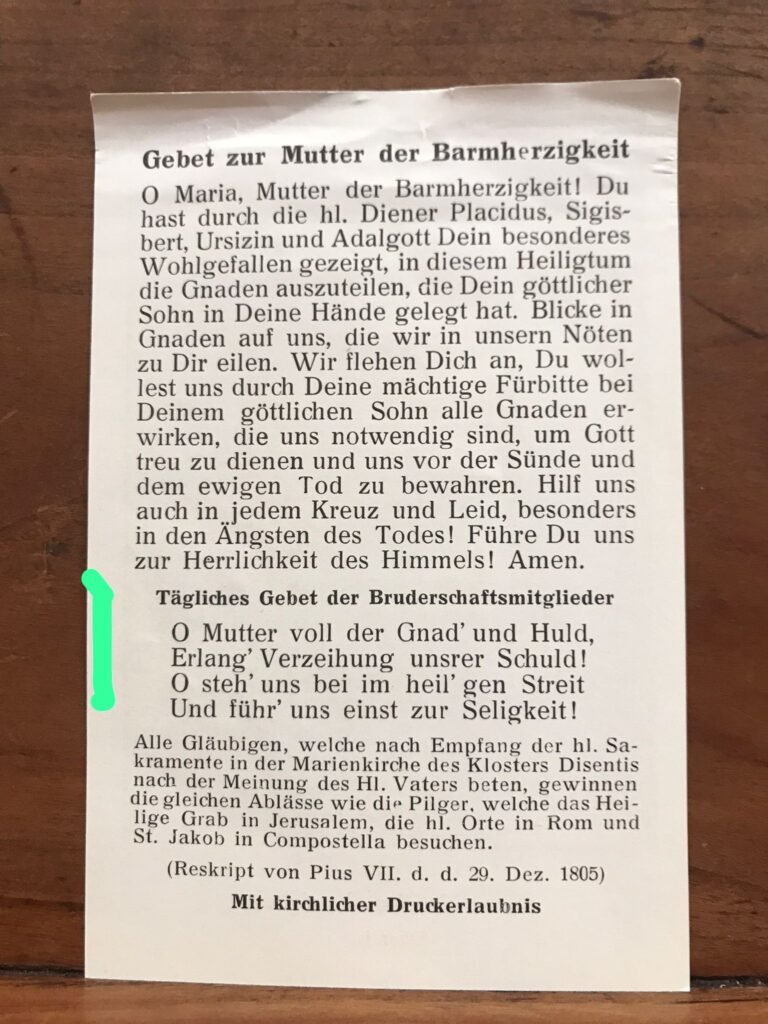 Gebet zur Mutter der Barmherzigkeit
O Maria, Mutter der Barmherzigkeit! Du
hast durch die hl. Diener Placidus, Sigis-
bert, Ursizin und Adalgott Dein besonderes
Wohlgefallen gezeigt, in diesem Heiligtum
die Gnaden auszuteilen, die Dein göttlicher
Sohn in Deine Hände gelegt hat. Blicke in
Gnaden auf uns, die wir in unsern Nöten
zu Dir eilen. Wir flehen Dich an, Du wol-
lest uns durch Deine mächtige Fürbitte bei
Deinem göttlichen Sohn alle Gnaden er-
wirken, die uns notwendig sind, um Gott
treu zu dienen und uns vor der Sünde und
dem ewigen Tod zu bewahren. Hilf uns
auch in jedem Kreuz und Leid, besonders
in den Ängsten des Todes! Führe Du uns
zur Herrlichkeit des Himmels! Amen.
Tägliches Gebet der Bruderschaftsmitglieder
O Mutter voll der Gnad' und Huld,
Erlang' Verzeihung unsrer Schuld!
O steh' uns bei im heil' gen Streit
Und führ' uns einst zur Seligkeit!
Alle Gläubigen, welche nach Empfang der hl. Sa-
kramente in der Marienkirche des Klosters Disentis
nach der Meinung des Hl. Vaters beten, gewinnen
die gleichen Ablässe wie die Pilger, welche das Hei-
lige Grab in Jerusalem, die hl. Orte in Rom und
St. Jakob in Compostella besuchen.
(Reskript von Pius VII. d. d. 29. Dez. 1805)
Mit kirchlicher Druckerlaubnis